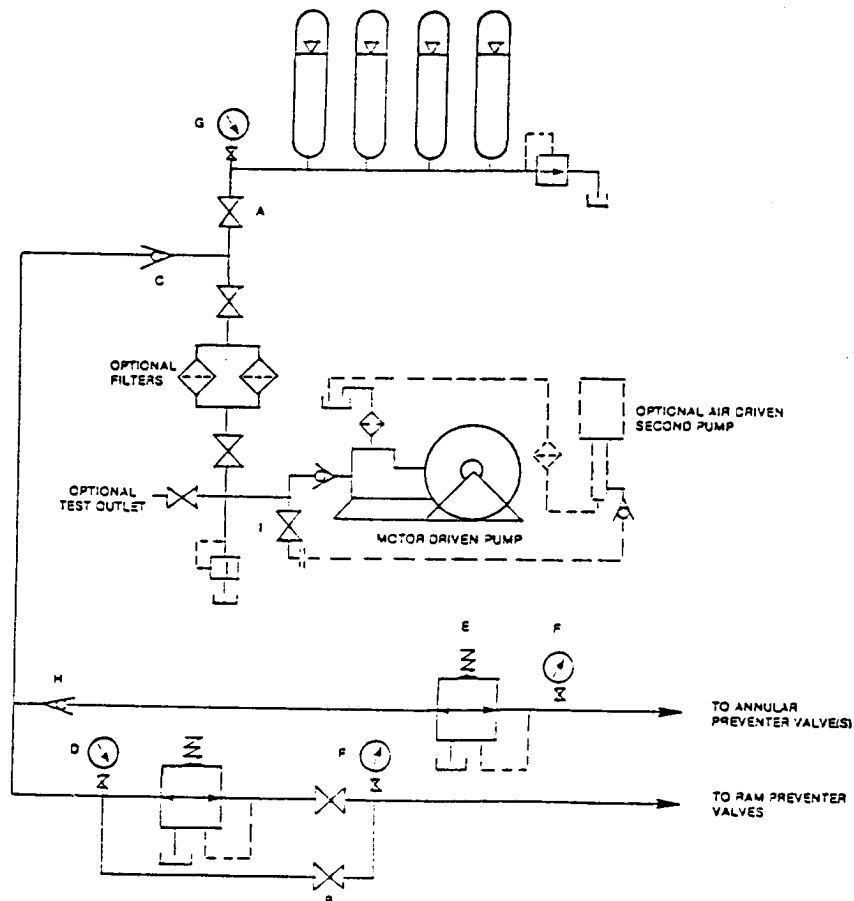 G
A
C
OPTIONAL
FILTERS
OPTIONAL AIR DRIVEN
SECOND PUMP
OPTIONAL
TEST OUTLET
I
MOTOR DRIVEN PUMP
E
F
H
TO ANNULAR
PREVENTER VALVE(S)
D
F
TO RAM PREVENTER
VALVES
B